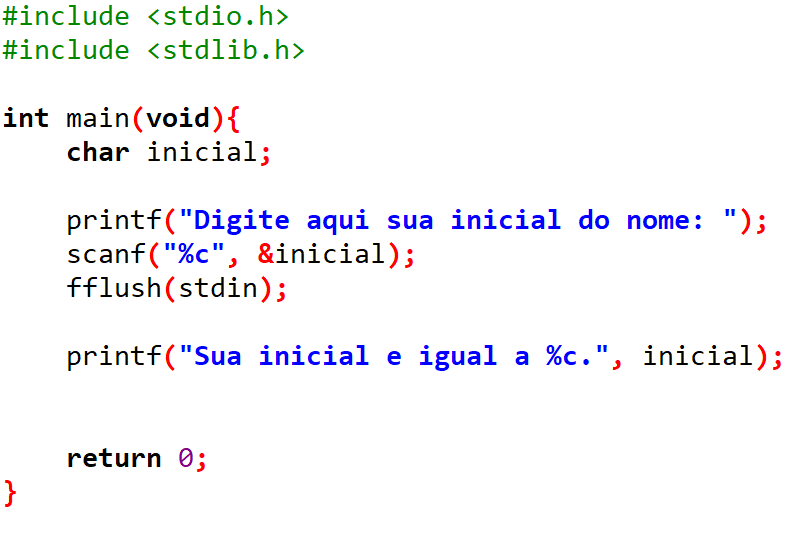 #include <stdio.h>
#include <stdlib.h>
int main(void){
    char inicial;
    printf("Digite aqui sua inicial do nome: ");
    scanf("%c", &inicial);
    fflush(stdin);
    printf("Sua inicial e igual a %c.", inicial);
    return 0;
}